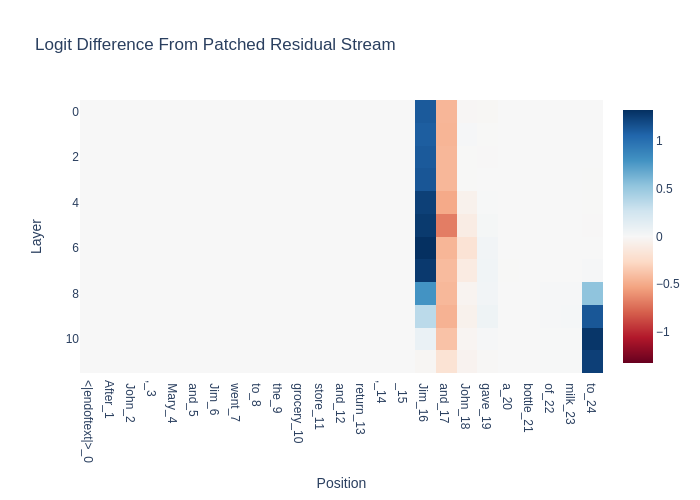 Logit Difference From Patched Residual Stream
Layer
0
2
4
6
8
10
1
0.5
0
−0.5
−1
<|endoftext|>_0
After_1
John_2
,_3
Mary_4
and_5
Jim_6
went_7
to_8
the_9
grocery_10
store_11
and_12
return_13
,_14
_15
Jim_16
and_17
John_18
gave_19
a_20
bottle_21
of_22
milk_23
to_24
Position